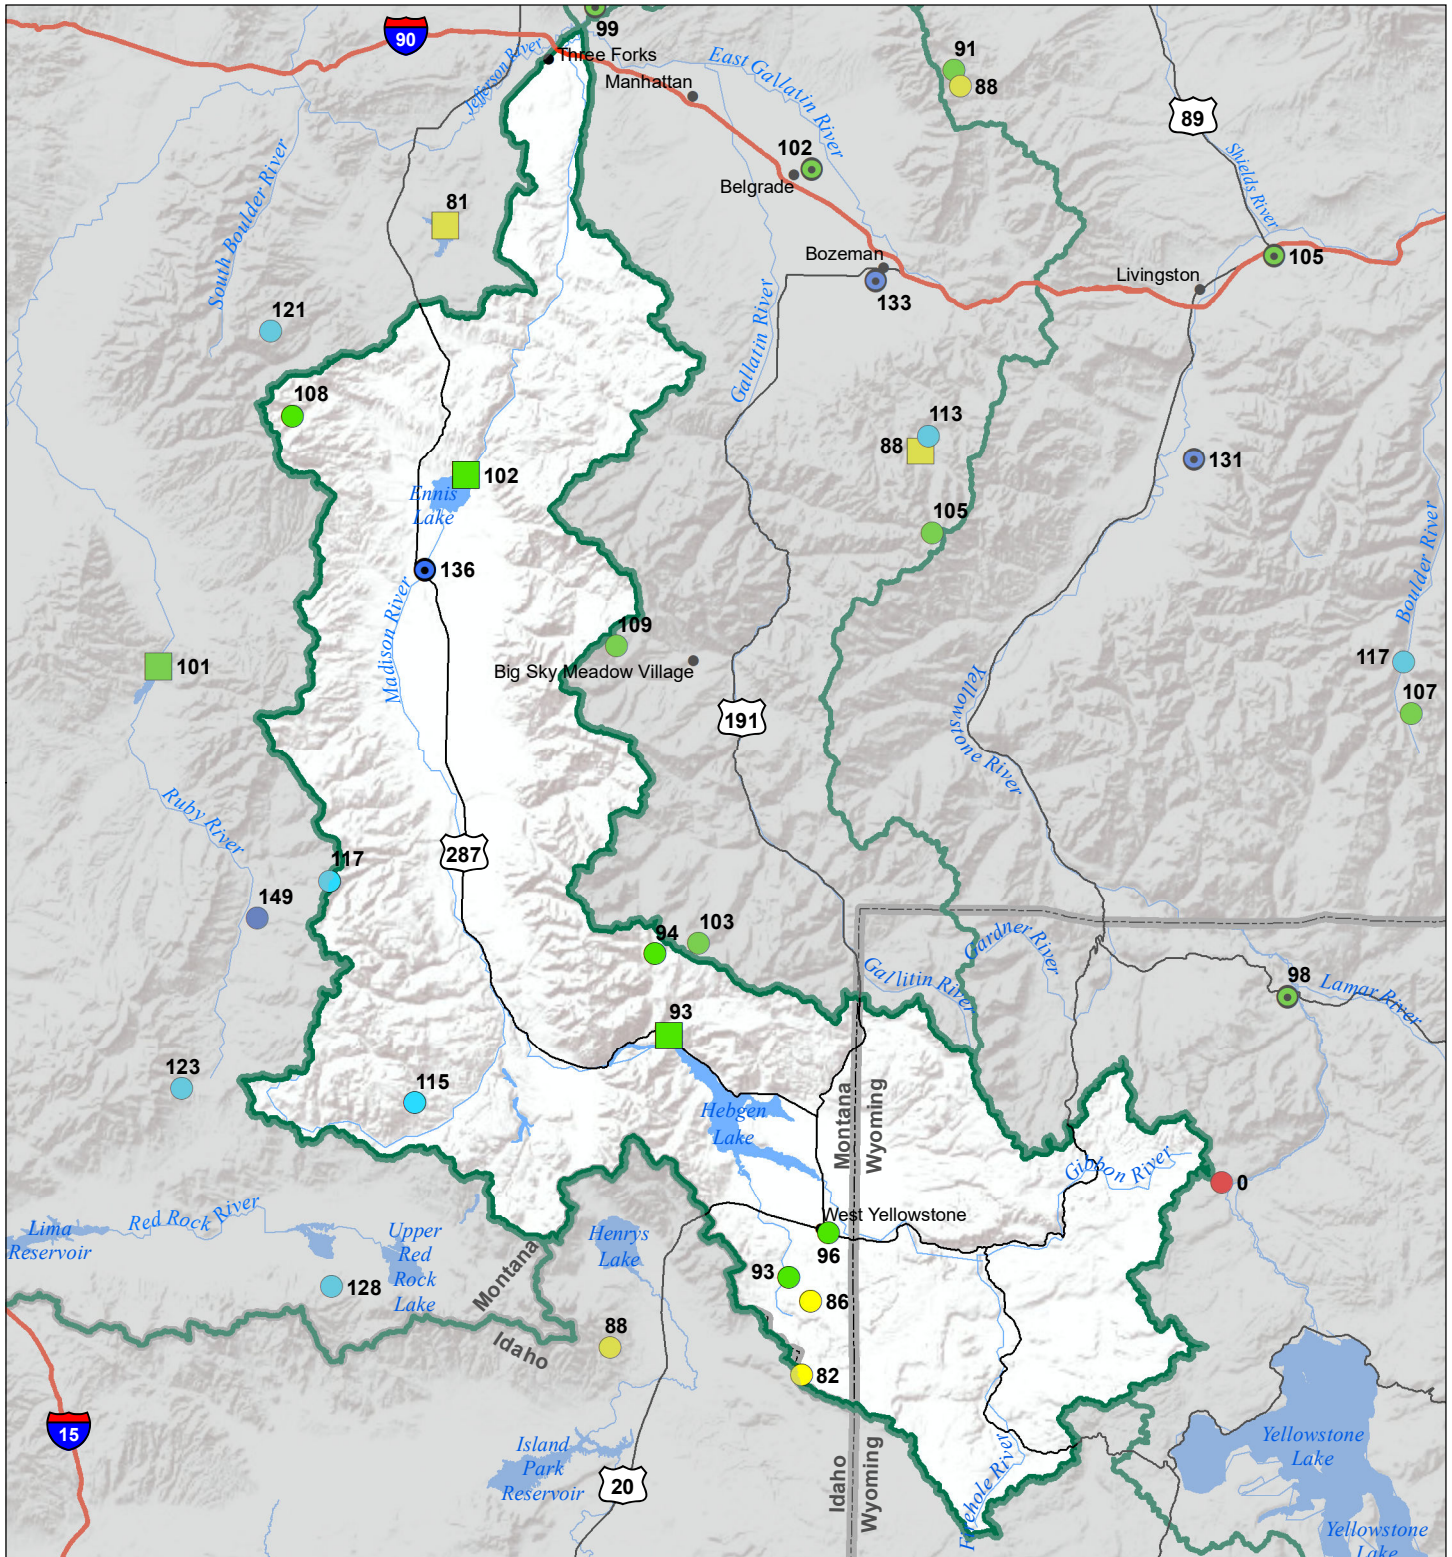 99
90
Three Forks
Jefferson River
Manhattan
East Gallatin River
91
88
89
102
Belgrade
Shields River
South Boulder River
81
Bozeman
133
Livingston
105
121
Gallatin River
108
113
88
102
Ennis
Lake
131
105
136
Boulder River
Madison River
109
Big Sky Meadow Village
101
117
107
191
Yellowstone River
Ruby River
287
117
149
94
103
Gardner River
Gallitin River
98
Lamar River
93
123
115
Hebgen
Lake
Montana
Wyoming
Gibbon River
0
Red Rock River
Lima
Reservoir
Upper
Red
Rock
Lake
Henrys
Lake
West Yellowstone
96
93
86
128
Montana
Idaho
88
82
15
Island
Park
Reservoir
20
Idaho
Wyoming
Firehole River
Yellowstone
Lake
Yellowstone
Lake